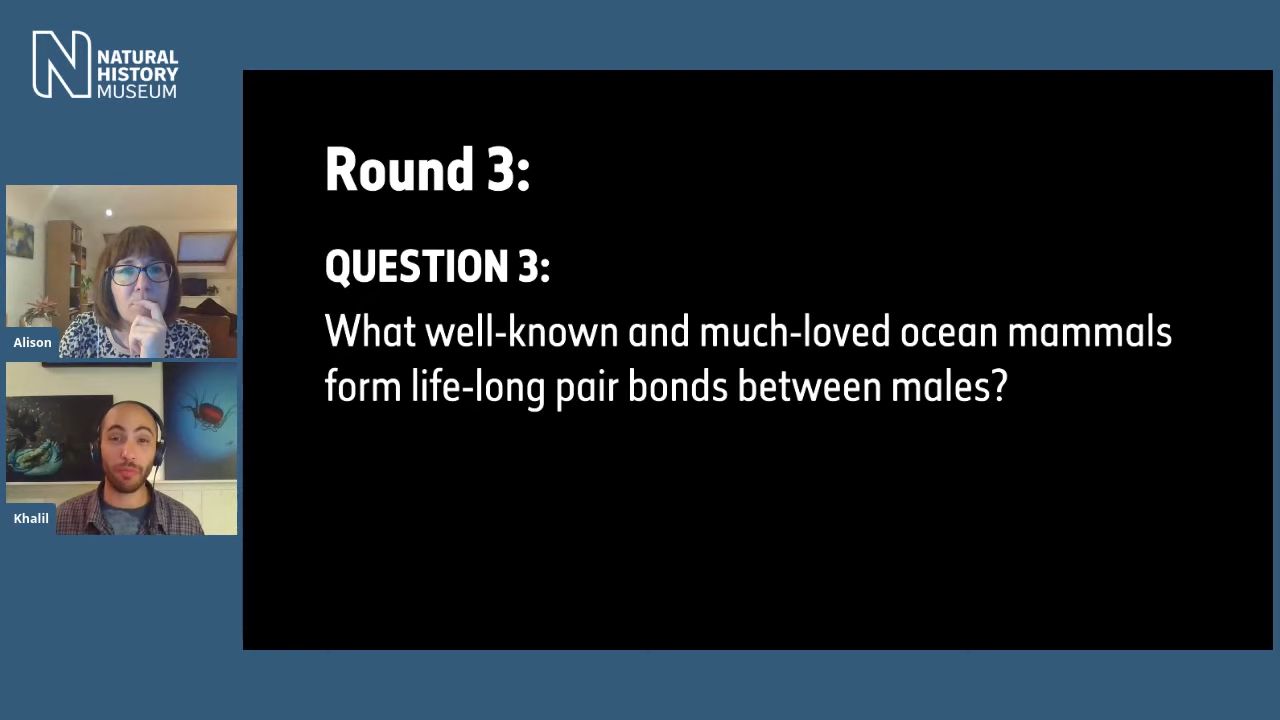 NATURAL
HISTORY
MUSEUM
Round 3:
QUESTION 3:
What well-known and much-loved ocean mammals
form life-long pair bonds between males?
Alison
Khalil